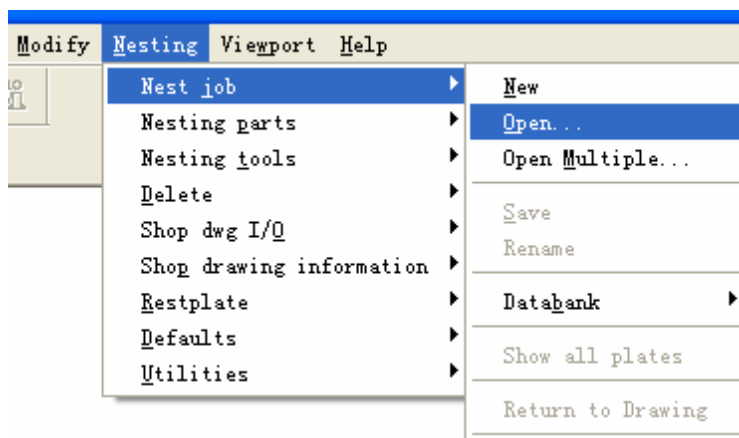 Modify Nesting Viewport Help
Nest job
Nesting parts
Nesting tools
Delete
Shop dwg I/O
Shop drawing information
Restplate
Defaults
Utilities
New
Open...
Open Multiple...
Save
Rename
Databank
Show all plates
Return to Drawing